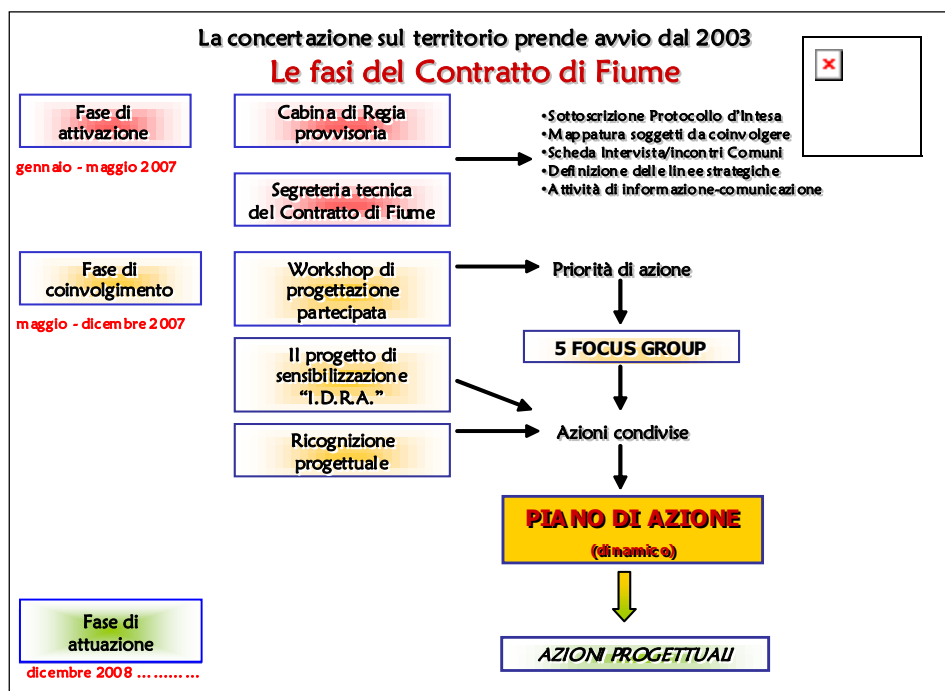 La concertazione sul territorio prende avvio dal 2003
Le fasi del Contratto di Fiume
Fase di
attivazione
gennaio - maggio 2007
Cabina di Regia
provvisoria
Segreteria tecnica
del Contratto di Fiume
•Sottoscrizione Protocollo d'Intesa
•Mappatura soggetti da coinvolgere
•Scheda Intervista/incontri Comuni
•Definizione delle linee strategiche
•Attività di informazione-comunicazione
Fase di
coinvolgimento
maggio - dicembre 2007
Workshop di
progettazione
partecipata
Priorità di azione
5 FOCUS GROUP
Il progetto di
sensibilizzazione
"I.D.R.A."
Ricognizione
progettuale
Azioni condivise
PIANO DI AZIONE
(dinamico)
Fase di
attuazione
dicembre 2008 ... ... ... ...
AZIONI PROGETTUALI